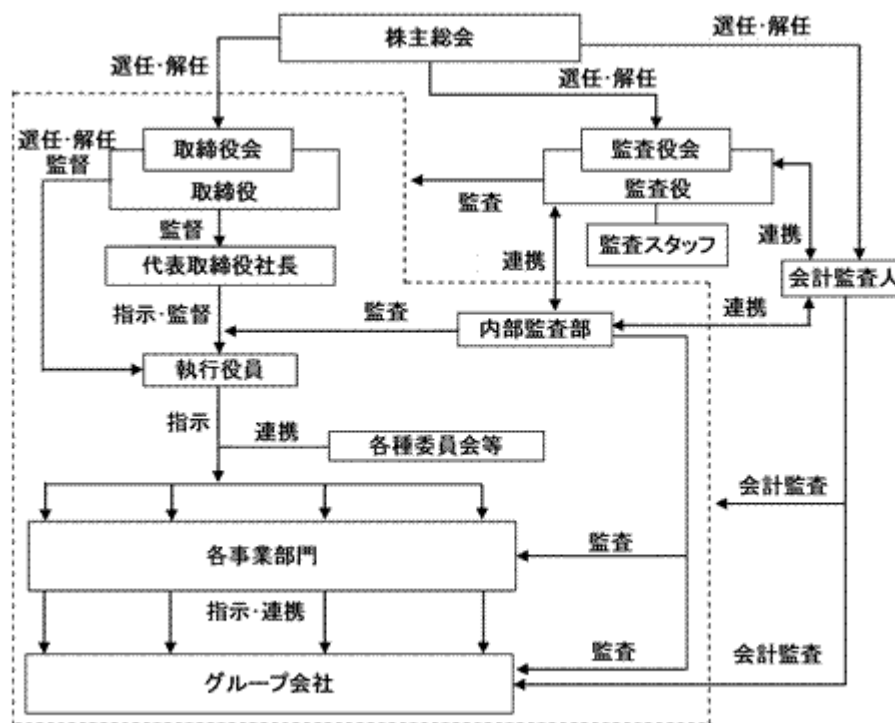 株主総会
選任・解任
選任・解任
選任・解任
取締役会
監査役会
選任・解任
監督
取締役
監査役
監査
監督
監査スタッフ
連携
連携
代表取締役社長
会計監査人
指示・監督
監査
内部監査部
連携
執行役員
指示
連携
各種委員会等
会計監査
各事業部門
監査
指示・連携
監査
会計監査
グループ会社